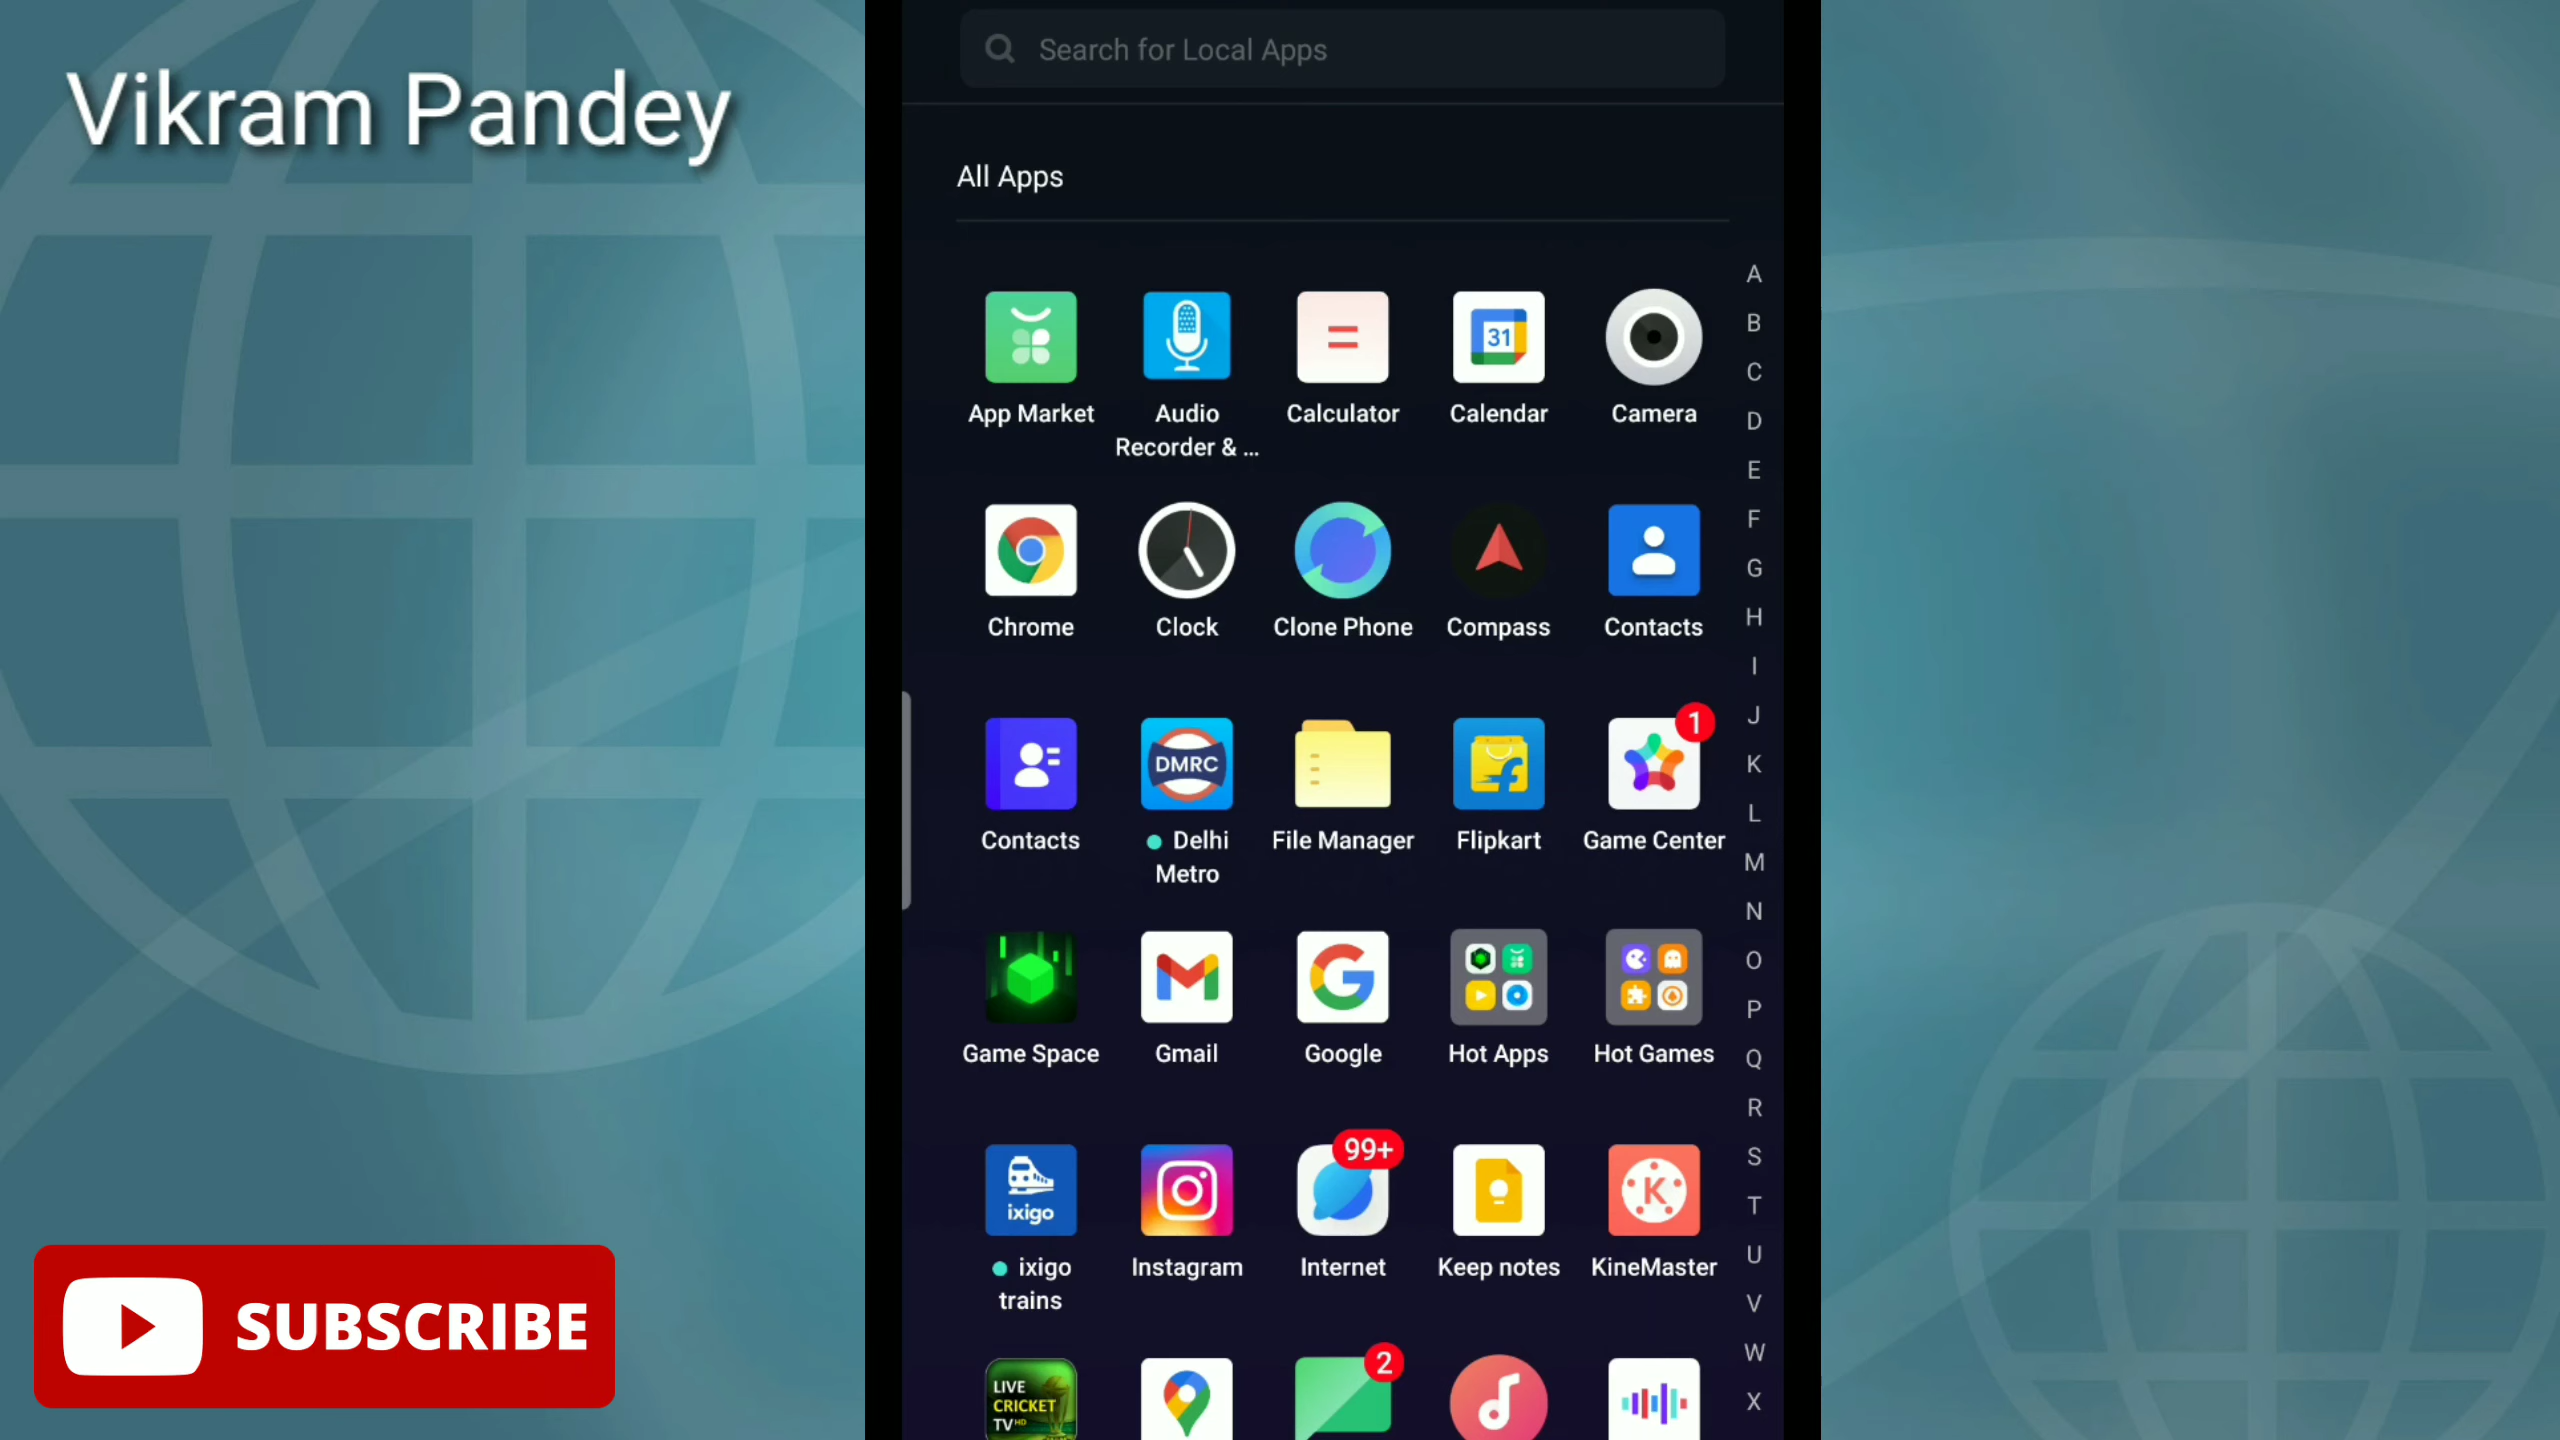 Vikram Pandey
Search for Local Apps
All Apps
31
App Market
Audio
Recorder & ...
Calculator
Calendar
Camera
Chrome
Clock
Clone Phone
Compass
Contacts
DMRC
1
Contacts
Delhi
Metro
File Manager
Flipkart
Game Center
Game Space
Gmail
Google
Hot Apps
Hot Games
ixigo
99+
K
ixigo
trains
Instagram
Internet
Keep notes
KineMaster
LIVE
CRICKET
TV HD
2
A
B
C
D
E
F
G
H
I
J
K
L
M
N
O
P
Q
R
S
T
U
V
W
X
SUBSCRIBE